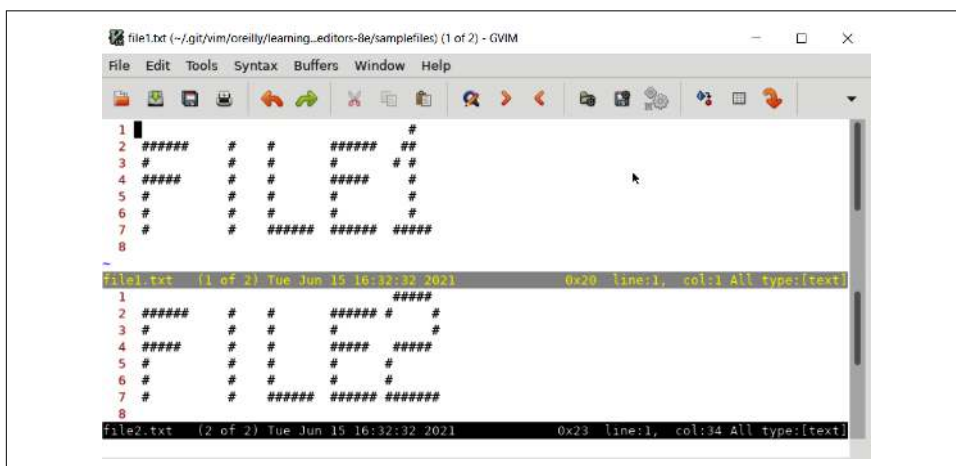 file1.txt (~/.git/vim/oreilly/learning...editors-8e/samplefiles) (1 of 2) - GVIM
File Edit Tools Syntax Buffers Window Help
1                                           #
2  ######      #    #       ######   ##
3  #           #    #       #       # #
4  #####       #    #       #####     #
5  #           #    #       #         #
6  #           #    #       #         #
7  #           #    ######  ######  #####
8
~
file1.txt (1 of 2) Tue Jun 15 16:32:32 2021 0x20 line:1, col:1 All type:[text]
1                                   #####
2  ######      #    #       ###### #     #
3  #           #    #       #            #
4  #####       #    #       #####   #####
5  #           #    #       #      #
6  #           #    #       #      #
7  #           #    ######  ###### #######
8
file2.txt (2 of 2) Tue Jun 15 16:32:32 2021 0x23 line:1, col:34 All type:[text]